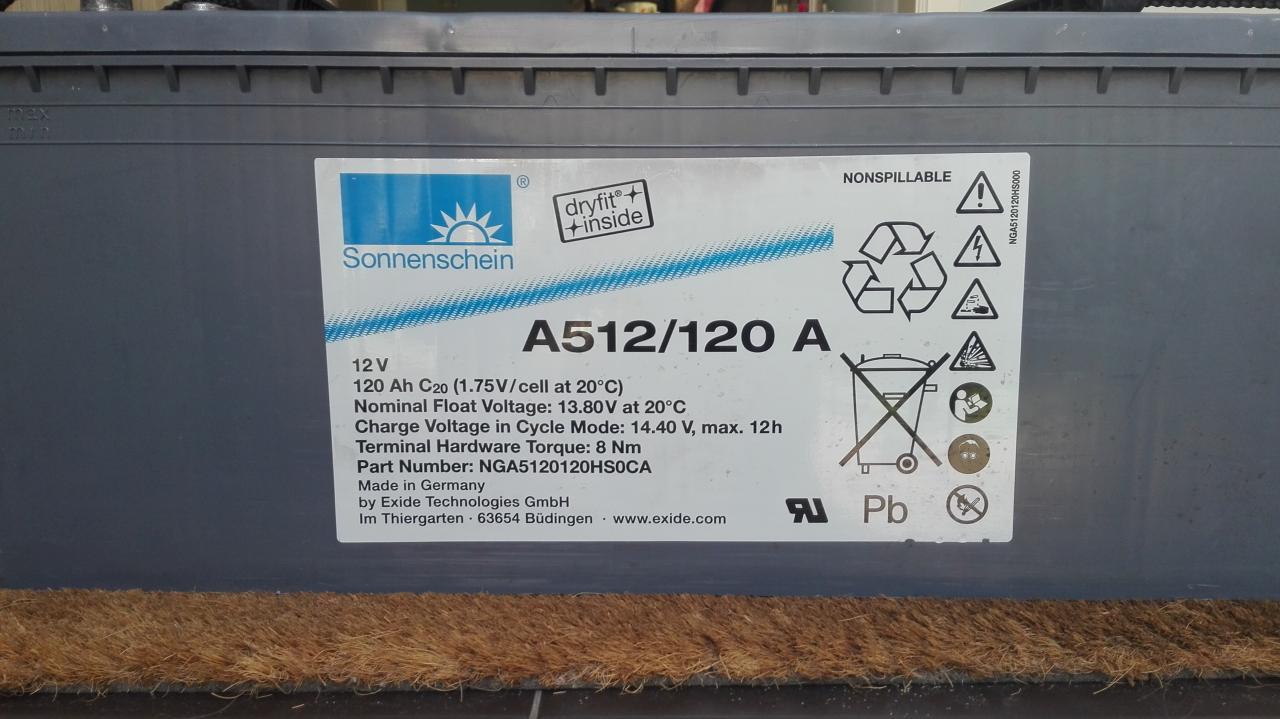 max
min
Sonnenschein®
dryfit®
inside
NONSPILLABLE
NGA5120120HS000
A512/120 A
12 V
120 Ah C20 (1.75V/cell at 20°C)
Nominal Float Voltage: 13.80V at 20°C
Charge Voltage in Cycle Mode: 14.40 V, max. 12h
Terminal Hardware Torque: 8 Nm
Part Number: NGA5120120HS0CA
Made in Germany
by Exide Technologies GmbH
Im Thiergarten · 63654 Büdingen · www.exide.com
Pb